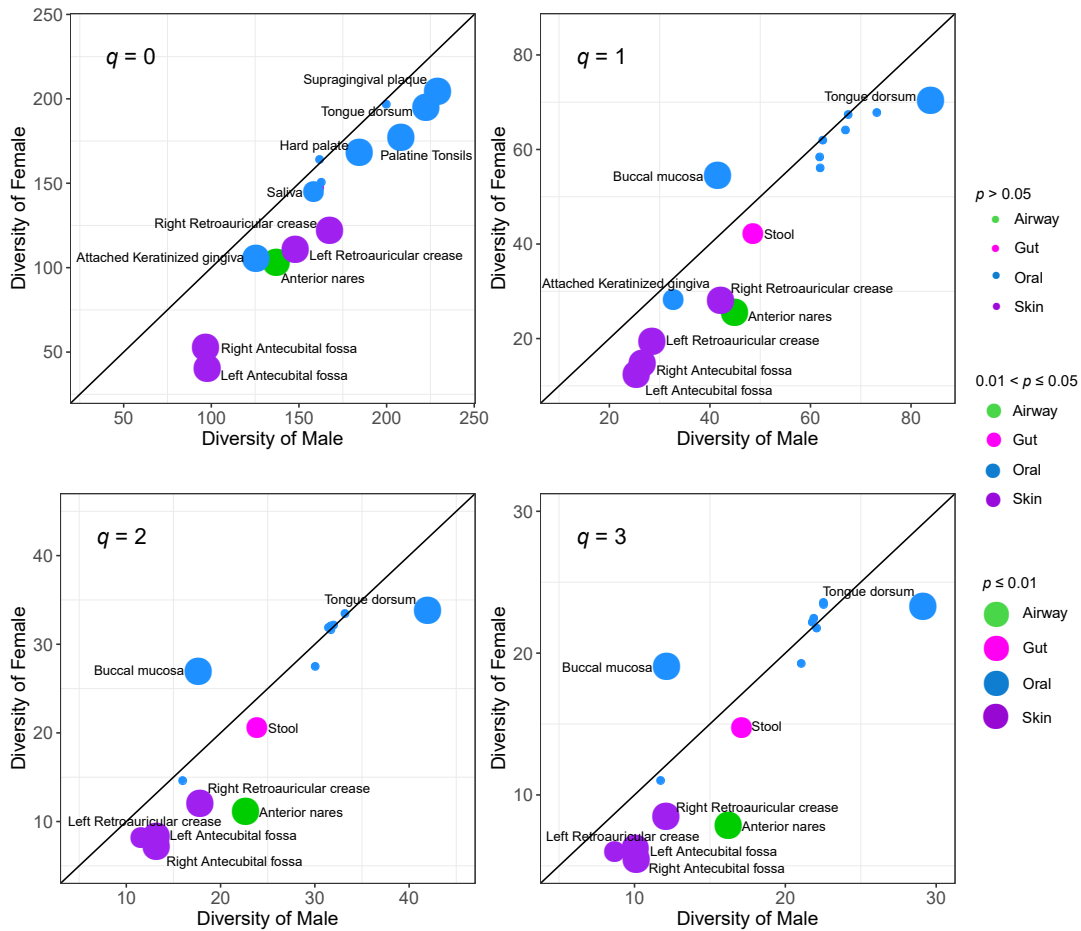 q = 0
250
200
150
100
50
Diversity of Female
Supragingival plaque
Tongue dorsum
Hard palate
Palatine Tonsils
Saliva
Right Retroauricular crease
Left Retroauricular crease
Attached Keratinized gingiva
Anterior nares
Right Antecubital fossa
Left Antecubital fossa
50 100 150 200 250
Diversity of Male
q = 1
80
60
40
20
Diversity of Female
Tongue dorsum
Buccal mucosa
Stool
Attached Keratinized gingiva
Right Retroauricular crease
Anterior nares
Left Retroauricular crease
Right Antecubital fossa
Left Antecubital fossa
20 40 60 80
Diversity of Male
p > 0.05
Airway
Gut
Oral
Skin
0.01 < p ≤ 0.05
Airway
Gut
Oral
Skin
p ≤ 0.01
Airway
Gut
Oral
Skin
q = 2
40
30
20
10
Diversity of Female
Tongue dorsum
Buccal mucosa
Stool
Right Retroauricular crease
Anterior nares
Left Retroauricular crease
Left Antecubital fossa
Right Antecubital fossa
10 20 30 40
Diversity of Male
q = 3
30
20
10
Diversity of Female
Tongue dorsum
Buccal mucosa
Stool
Right Retroauricular crease
Anterior nares
Left Retroauricular crease
Left Antecubital fossa
Right Antecubital fossa
10 20 30
Diversity of Male